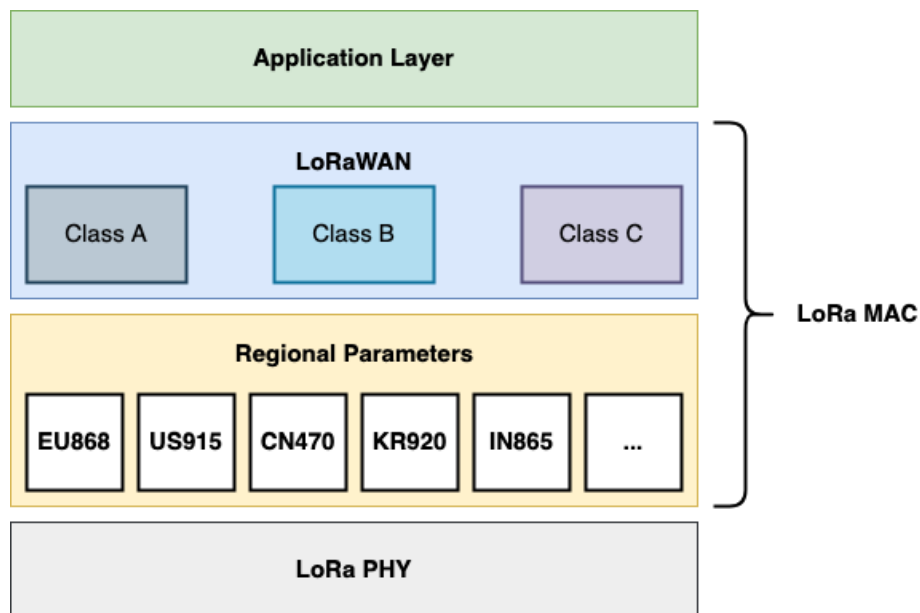 Application Layer
LoRaWAN
Class A
Class B
Class C
LoRa MAC
Regional Parameters
EU868
US915
CN470
KR920
IN865
...
LoRa PHY